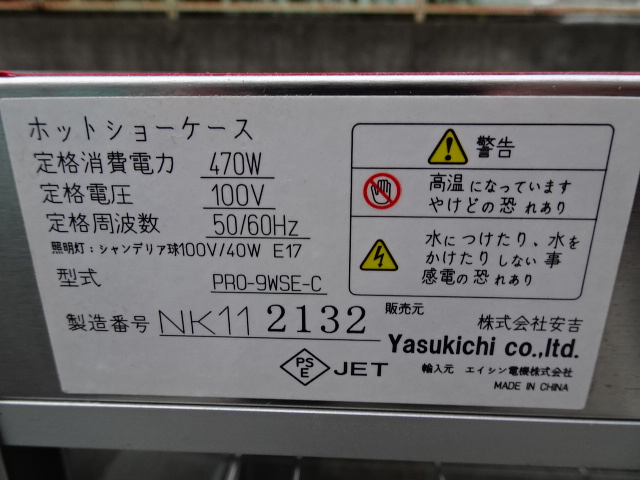 ホットショーケース
定格消費電力 470W
定格電圧 100V
定格周波数 50/60Hz
照明灯:シャンデリア球100V/40W E17
型式 PRO-9WSE-C
製造番号 NK11 2132
PSE JET
警告
高温になっています
やけどの恐れあり
水につけたり、水を
かけたりしない事
感電の恐れあり
販売元 株式会社安吉
Yasukichi co.,ltd.
輸入元 エイシン電機株式会社
MADE IN CHINA